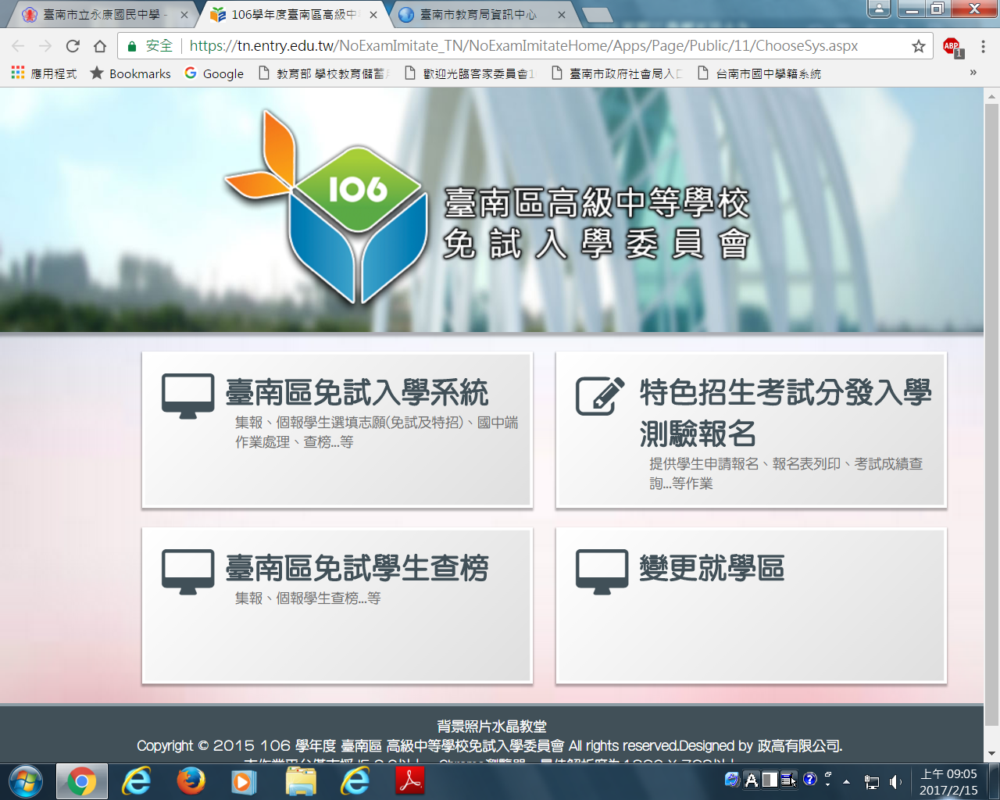 臺南市立永康國民中學 -
106學年度臺南區高級中
臺南市教育局資訊中心
安全
https://tn.entry.edu.tw/NoExamImitate_TN/NoExamImitateHome/Apps/Page/Public/11/ChooseSys.aspx
ABP
1
應用程式
Bookmarks
Google
教育部 學校教育儲蓄
歡迎光臨客家委員會
臺南市政府社會局入口
台南市國中學籍系統
»
106
臺南區高級中等學校
免試入學委員會
臺南區免試入學系統
集報、個報學生選填志願(免試及特招)、國中端
作業處理、查榜...等
特色招生考試分發入學
測驗報名
提供學生申請報名、報名表列印、考試成績查
詢...等作業
臺南區免試學生查榜
集報、個報學生查榜...等
變更就學區
背景照片水晶教堂
Copyright © 2015 106 學年度 臺南區 高級中等學校免試入學委員會 All rights reserved.Designed by 政高有限公司.
上午 09:05
2017/2/15